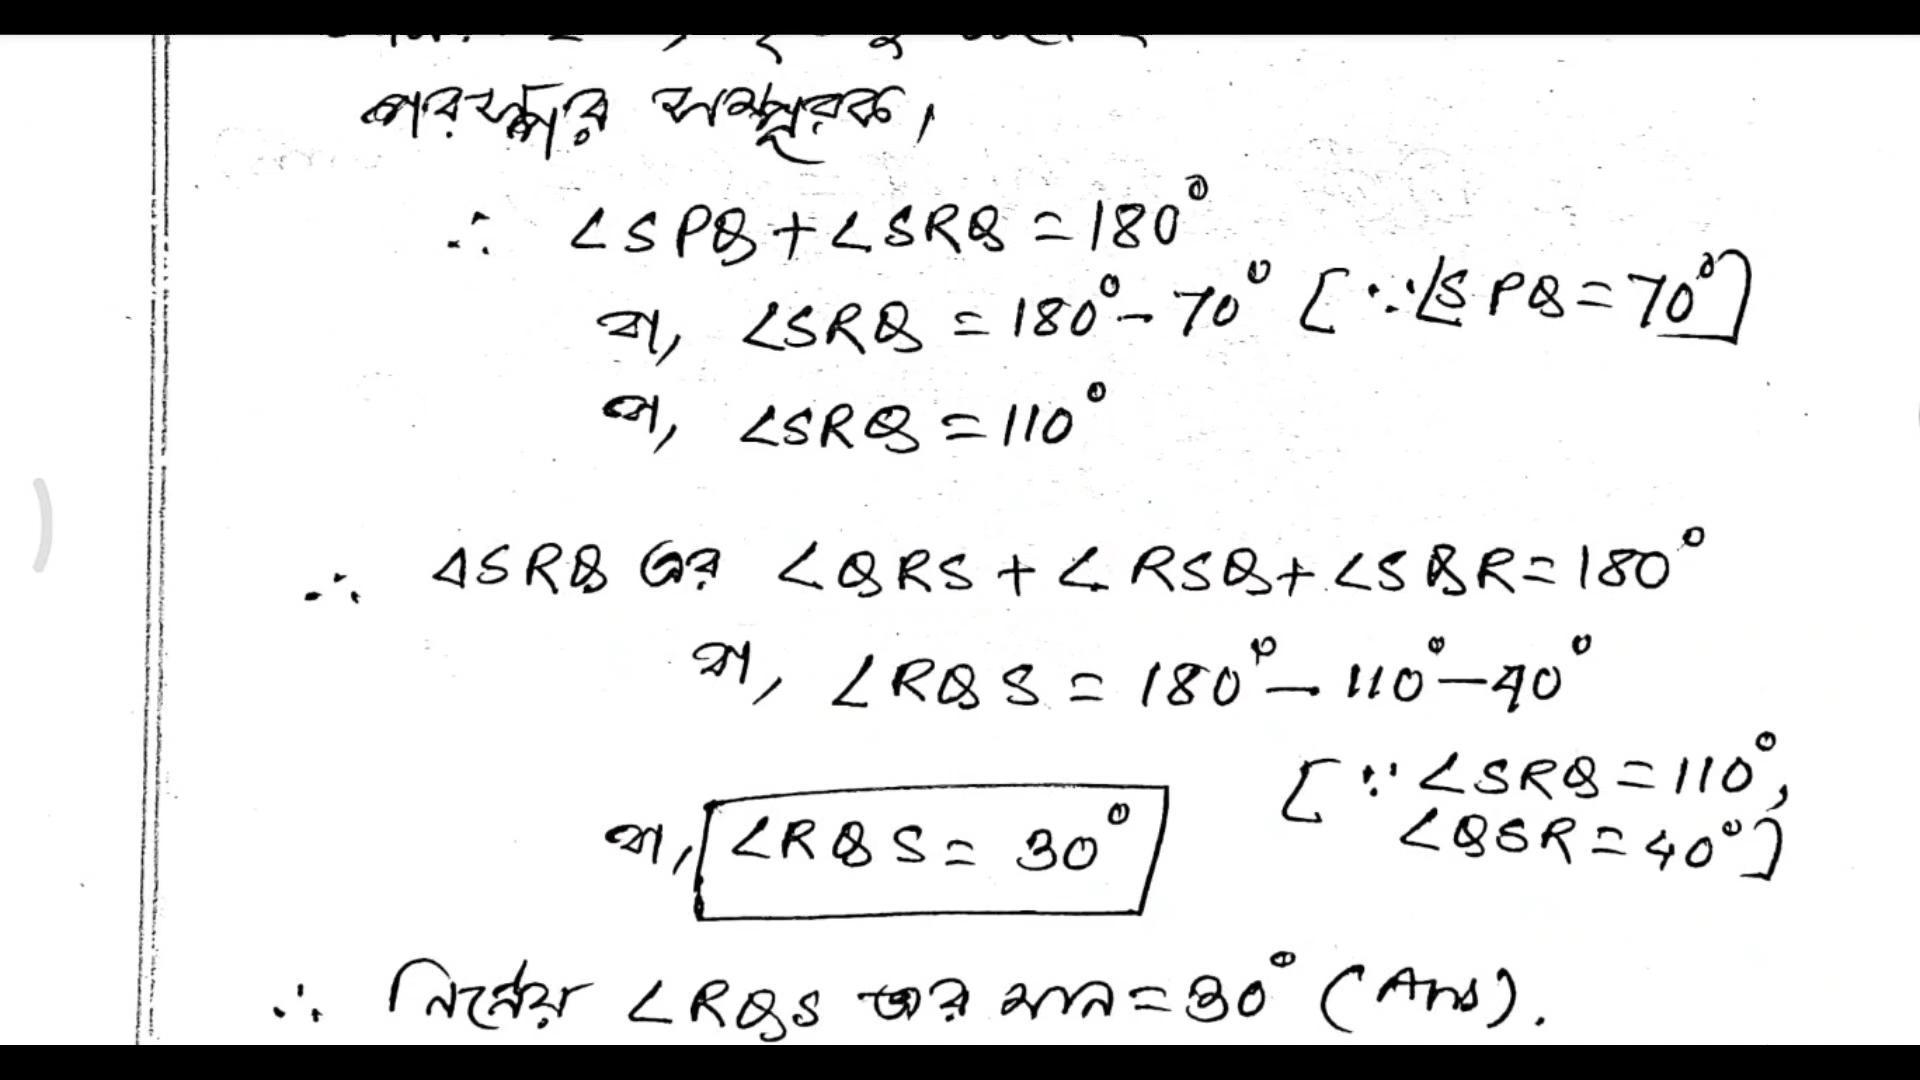 পরস্পর সম্পূরক।
∴ ∠SPQ + ∠SRQ = 180°
বা, ∠SRQ = 180° - 70° [∵ ∠SPQ = 70°]
বা, ∠SRQ = 110°
∴ ΔSRQ এর ∠QRS + ∠RSQ + ∠SQR = 180°
বা, ∠RQS = 180° - 110° - 40°
[∵ ∠SRQ = 110°,
∠QSR = 40°]
বা, ∠RQS = 30°
∴ নির্ণেয় ∠RQS এর মান = 30° (Ans).